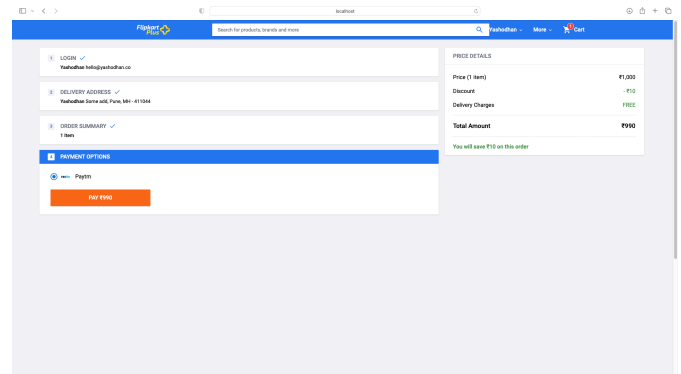 localhost
Flipkart
Plus
Search for products, brands and more
Yashodhan
More
1
Cart
1 LOGIN
Yashodhan hello@yashodhan.co
2 DELIVERY ADDRESS
Yashodhan Some add, Pune, MH - 411044
3 ORDER SUMMARY
1 item
4 PAYMENT OPTIONS
Paytm
PAY ₹990
PRICE DETAILS
Price (1 item) ₹1,000
Discount - ₹10
Delivery Charges FREE
Total Amount ₹990
You will save ₹10 on this order